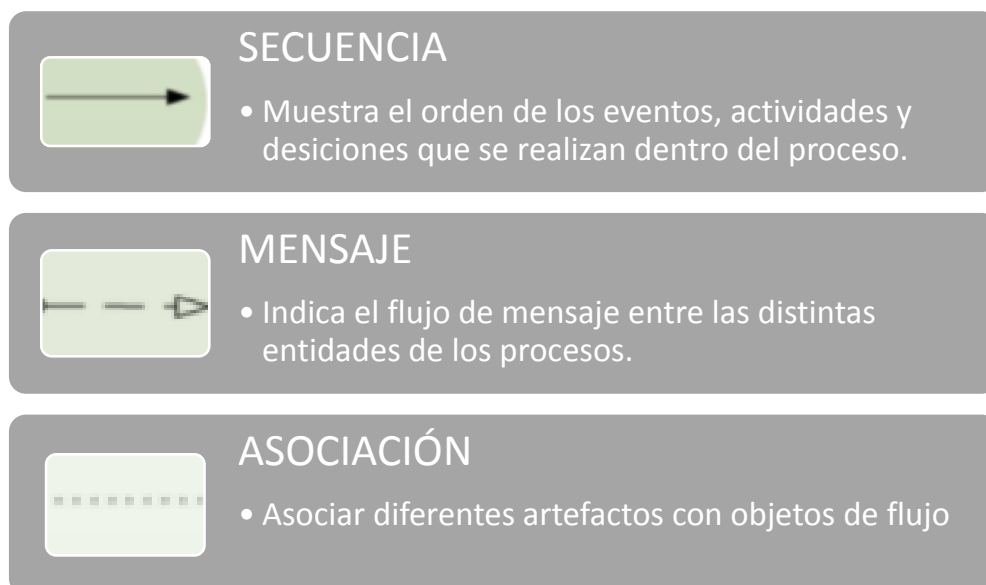 SECUENCIA
• Muestra el orden de los eventos, actividades y
desiciones que se realizan dentro del proceso.
MENSAJE
• Indica el flujo de mensaje entre las distintas
entidades de los procesos.
ASOCIACIÓN
• Asociar diferentes artefactos con objetos de flujo